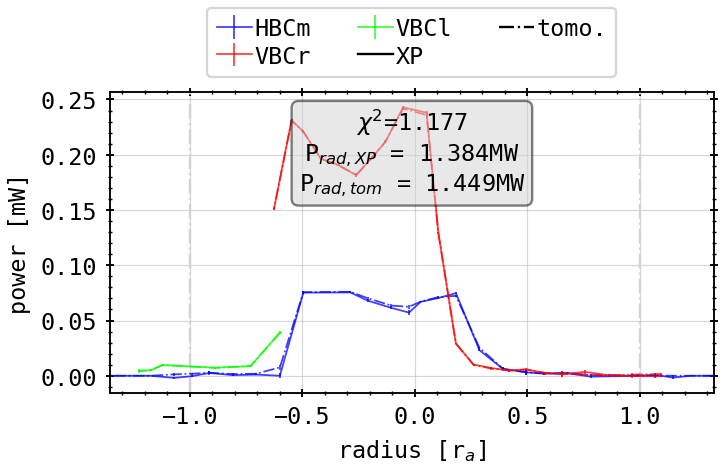 HBCm VBCl tomo.
VBCr XP
χ²=1.177
P_rad,XP = 1.384MW
P_rad,tom = 1.449MW
0.25
0.20
0.15
0.10
0.05
0.00
power [mW]
−1.0 −0.5 0.0 0.5 1.0
radius [r_a]